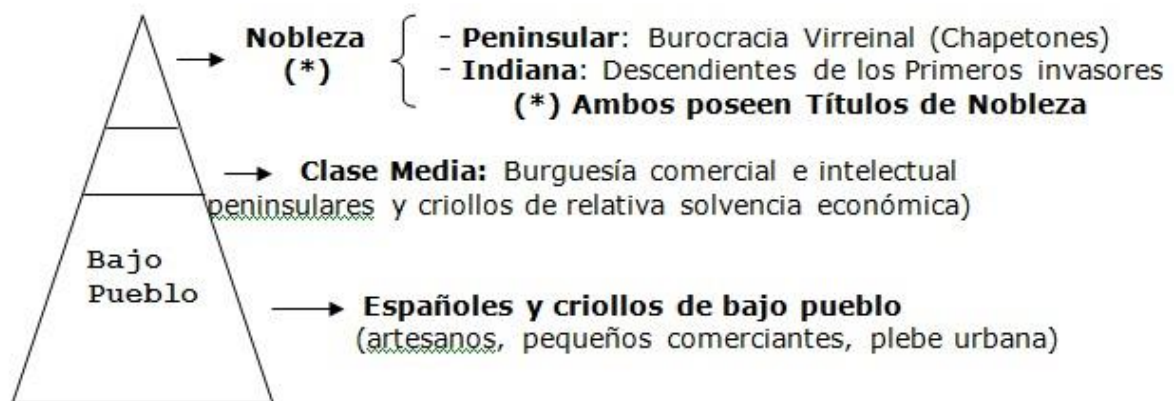 Nobleza
(*)
- Peninsular: Burocracia Virreinal (Chapetones)
- Indiana: Descendientes de los Primeros invasores
(*) Ambos poseen Títulos de Nobleza
Clase Media: Burguesía comercial e intelectual
peninsulares y criollos de relativa solvencia económica)
Bajo
Pueblo
Españoles y criollos de bajo pueblo
(artesanos, pequeños comerciantes, plebe urbana)